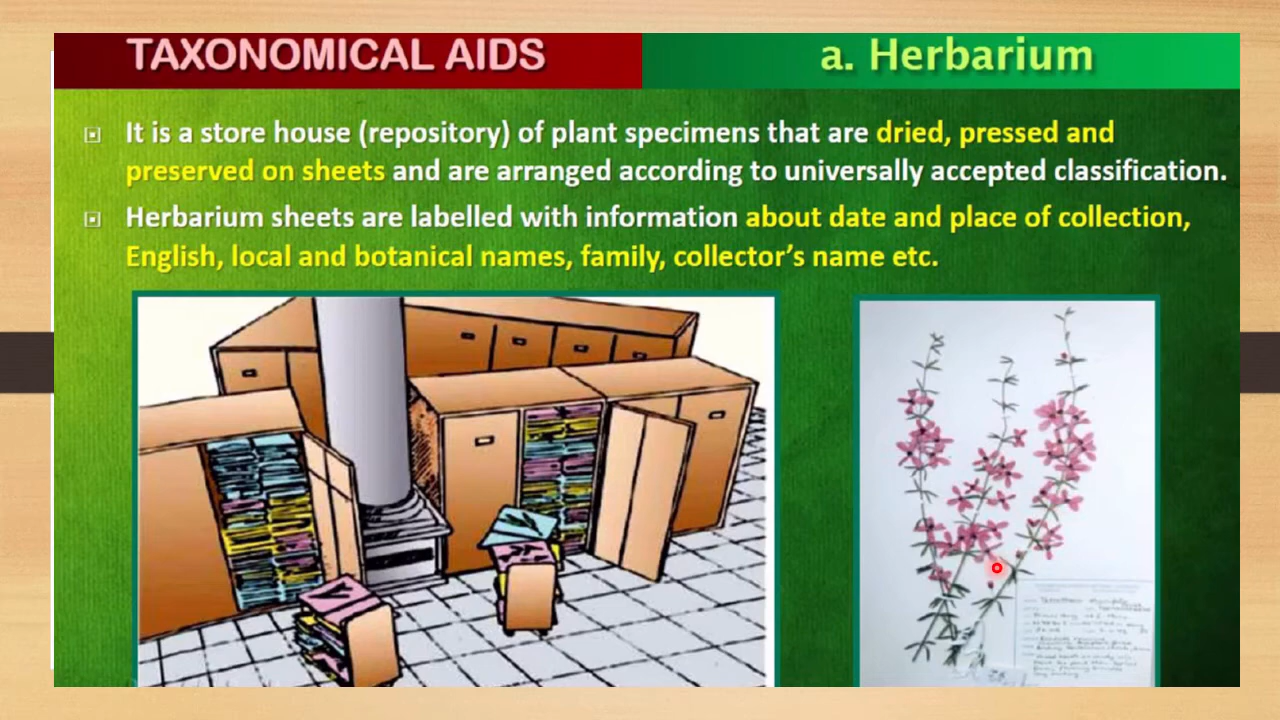 TAXONOMICAL AIDS
a. Herbarium
It is a store house (repository) of plant specimens that are dried, pressed and
preserved on sheets and are arranged according to universally accepted classification.
Herbarium sheets are labelled with information about date and place of collection,
English, local and botanical names, family, collector’s name etc.